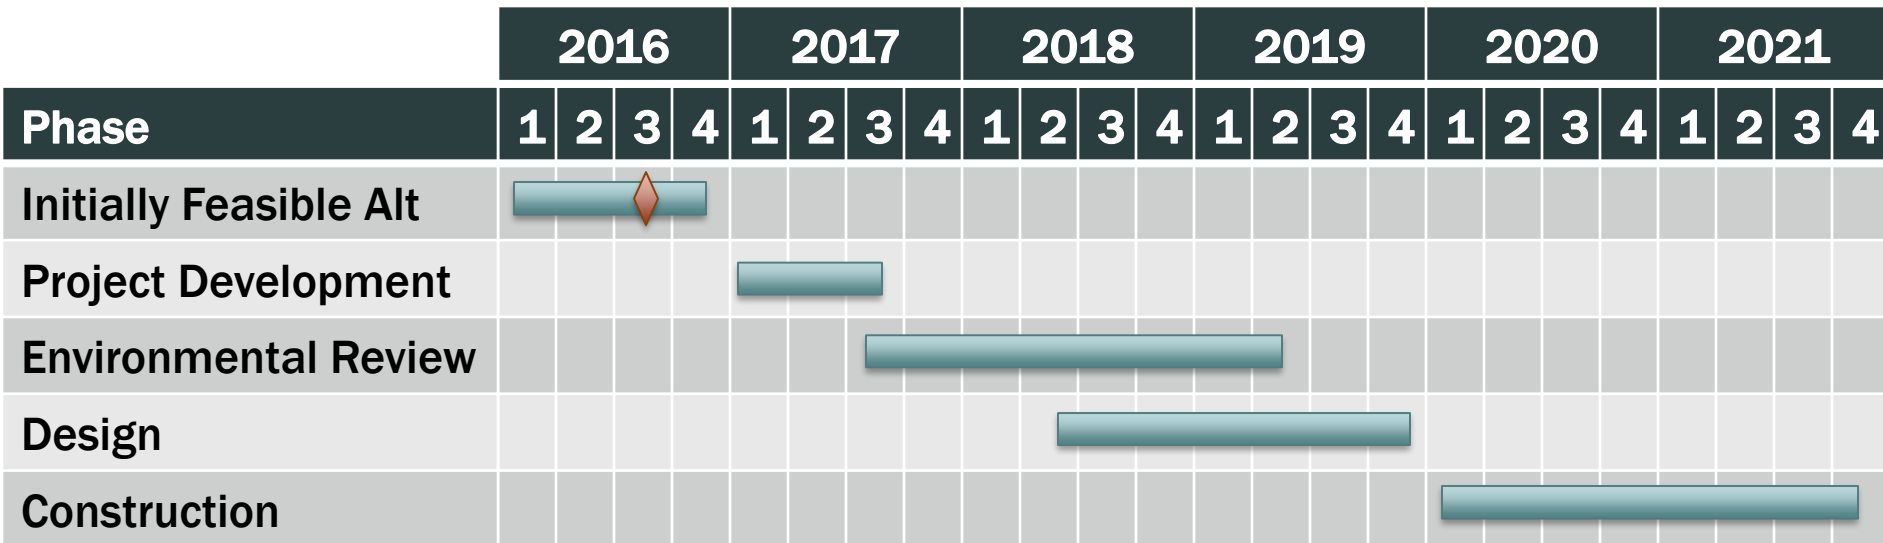 2016 2017 2018 2019 2020 2021
Phase 1 2 3 4 1 2 3 4 1 2 3 4 1 2 3 4 1 2 3 4 1 2 3 4
Initially Feasible Alt
Project Development
Environmental Review
Design
Construction